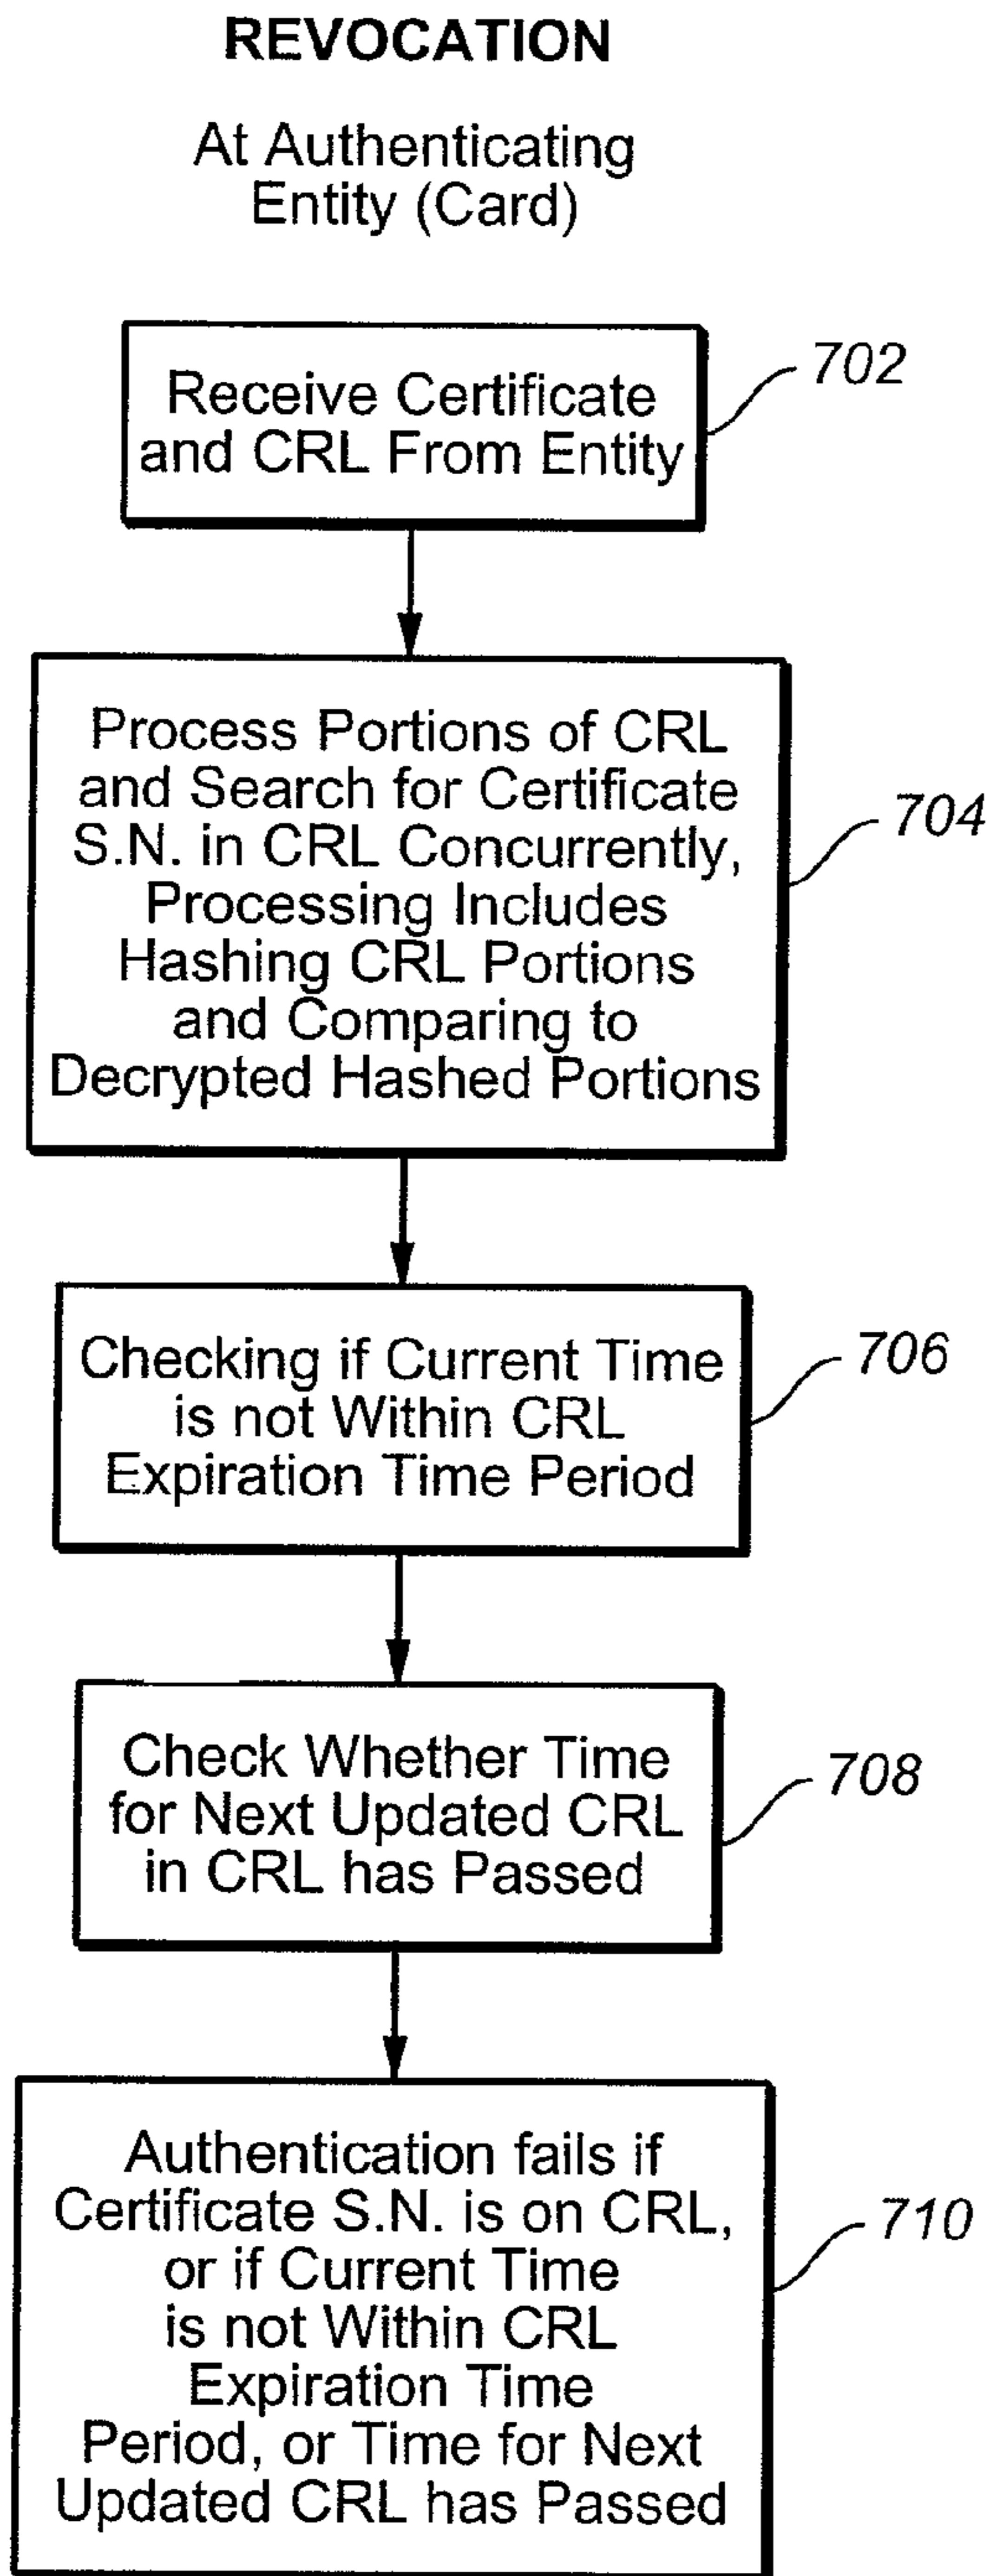 REVOCATION
At Authenticating
Entity (Card)
Receive Certificate
and CRL From Entity
702
Process Portions of CRL
and Search for Certificate
S.N. in CRL Concurrently,
Processing Includes
Hashing CRL Portions
and Comparing to
Decrypted Hashed Portions
704
Checking if Current Time
is not Within CRL
Expiration Time Period
706
Check Whether Time
for Next Updated CRL
in CRL has Passed
708
Authentication fails if
Certificate S.N. is on CRL,
or if Current Time
is not Within CRL
Expiration Time
Period, or Time for Next
Updated CRL has Passed
710